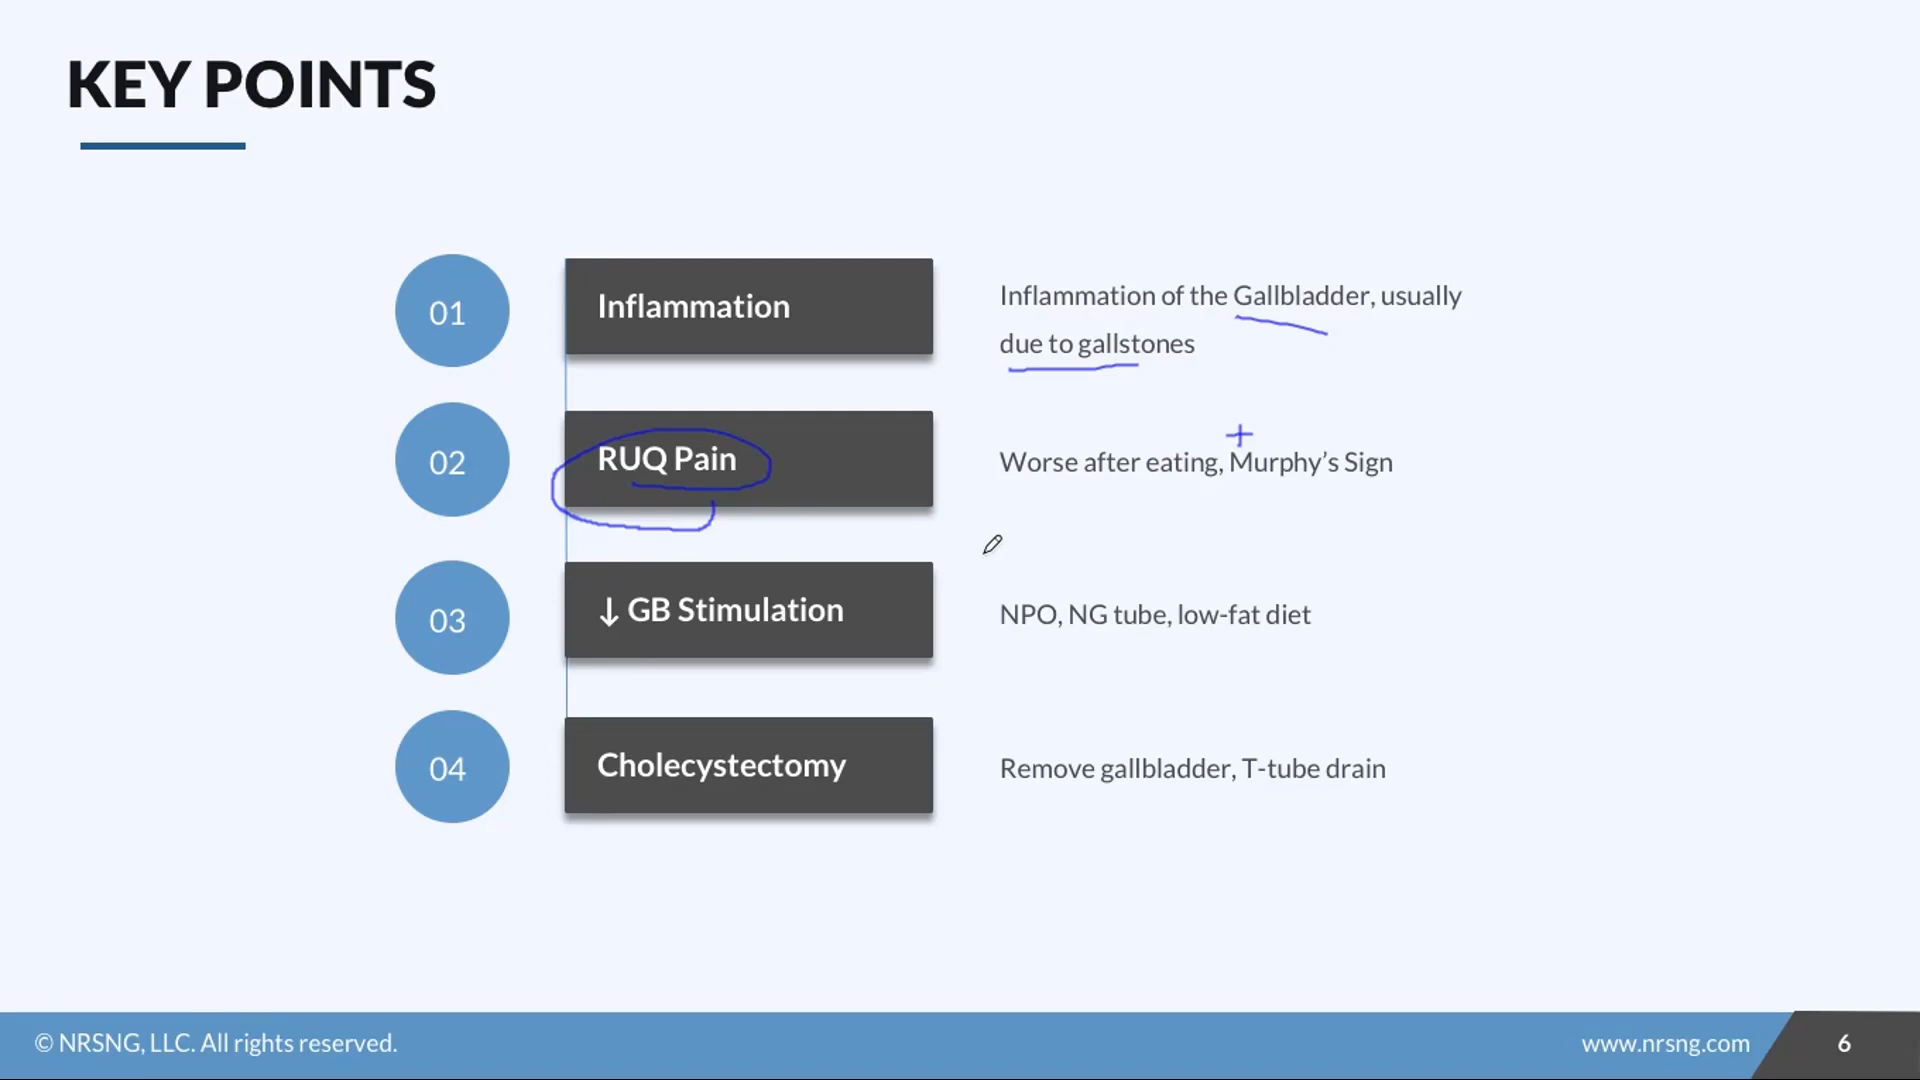 KEY POINTS
01
Inflammation
Inflammation of the Gallbladder, usually
due to gallstones
02
RUQ Pain
+
Worse after eating, Murphy's Sign
03
↓ GB Stimulation
NPO, NG tube, low-fat diet
04
Cholecystectomy
Remove gallbladder, T-tube drain
© NRSNG, LLC. All rights reserved.
www.nrsng.com
6